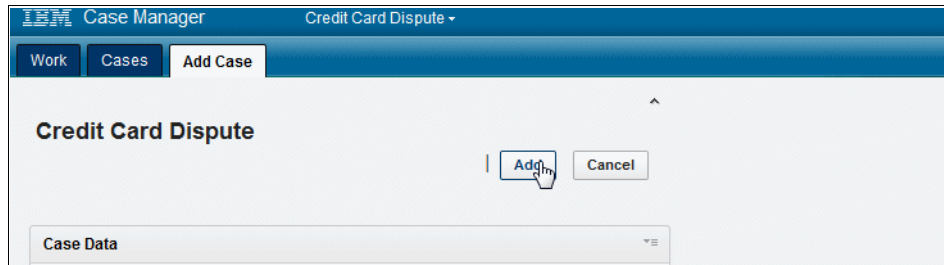 IBM Case Manager Credit Card Dispute
Work Cases Add Case
Credit Card Dispute
Add Cancel
Case Data